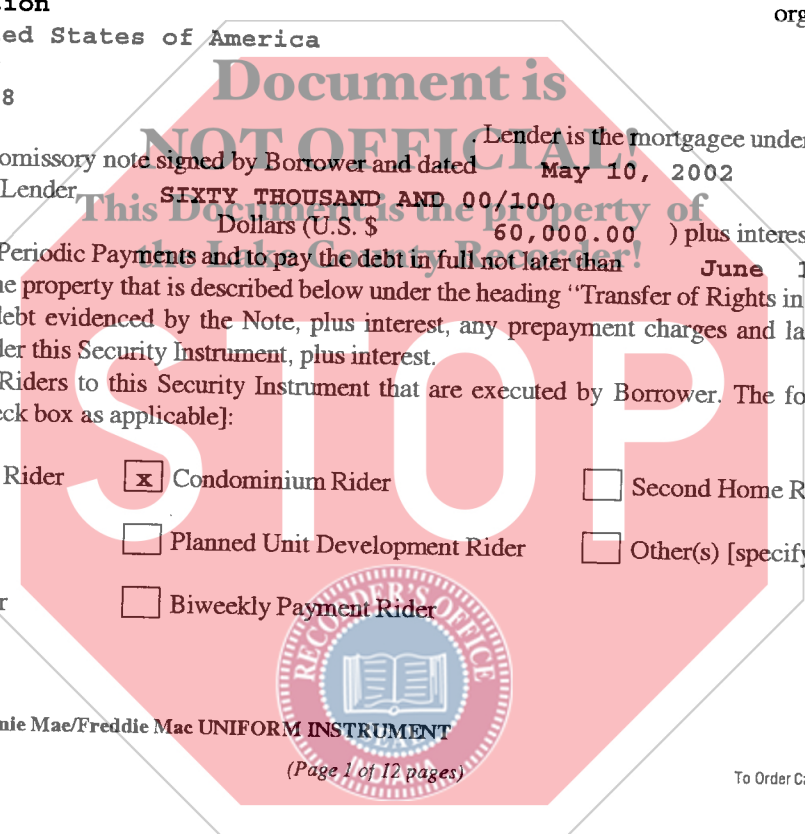 tion
org
ed States of America
8
Document is
NOT OFFICIAL!
. Lender is the mortgagee under
omissory note signed by Borrower and dated May 10, 2002
Lender SIXTY THOUSAND AND 00/100
This Document is the property of
Dollars (U.S. $ 60,000.00 ) plus interes
the Lake County Recorder!
Periodic Payments and to pay the debt in full not later than June 1
e property that is described below under the heading “Transfer of Rights in
debt evidenced by the Note, plus interest, any prepayment charges and la
der this Security Instrument, plus interest.
Riders to this Security Instrument that are executed by Borrower. The fo
eck box as applicable]:
STOP
Rider x Condominium Rider Second Home R
Planned Unit Development Rider Other(s) [specify
r Biweekly Payment Rider
RECORDER'S OFFICE
SEAL
INDIANA
nie Mae/Freddie Mac UNIFORM INSTRUMENT
(Page 1 of 12 pages)
To Order Ca